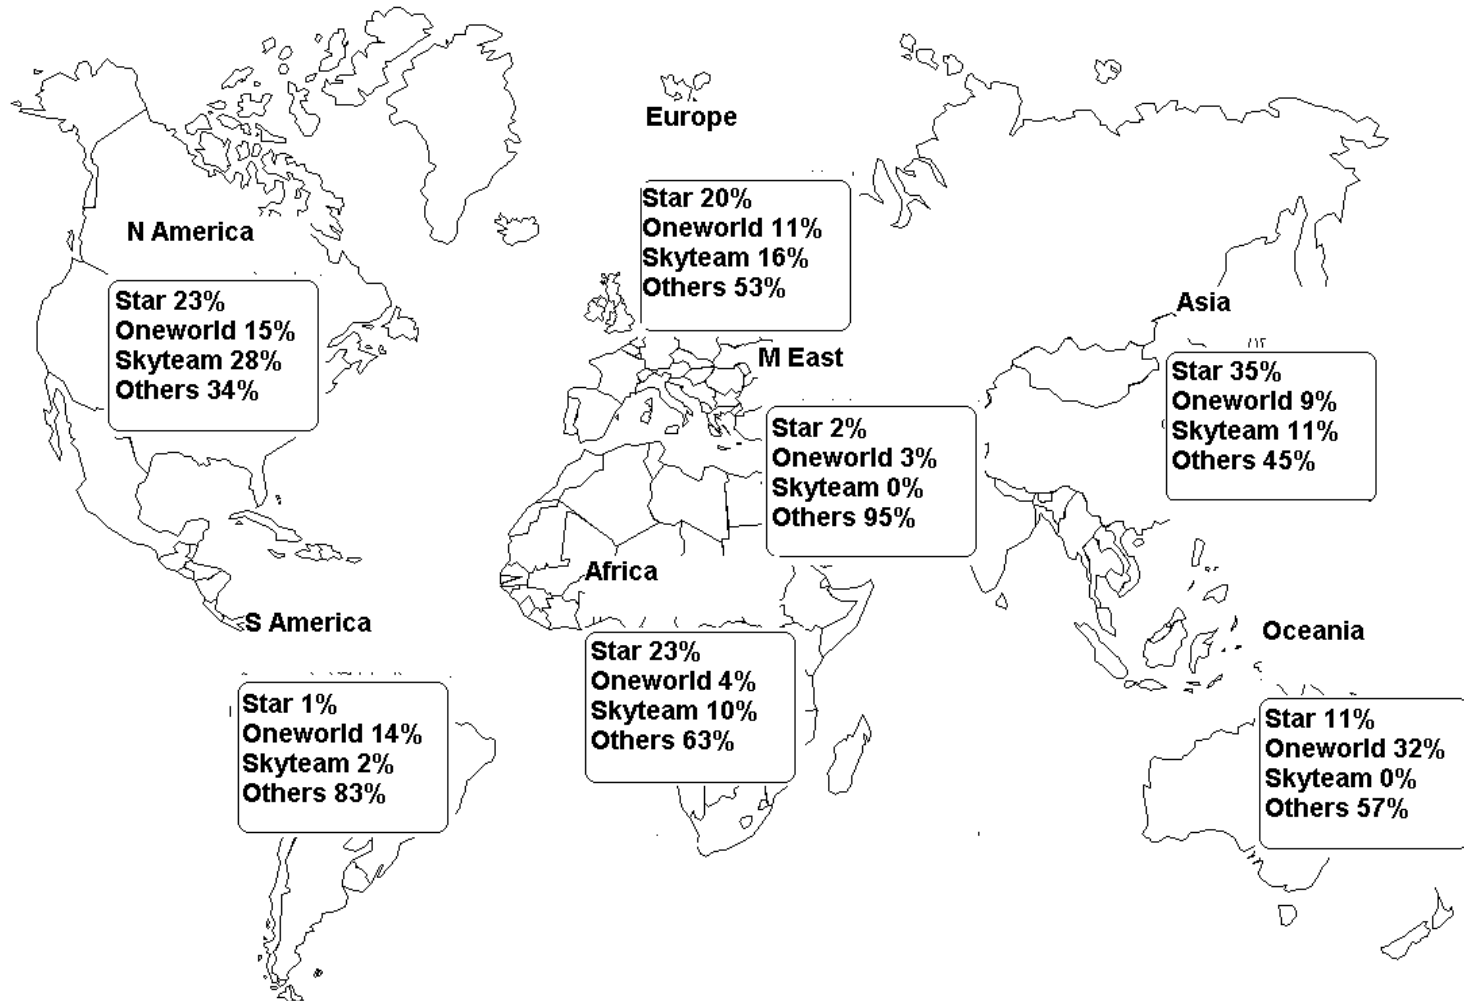 Europe
Star 20%
Oneworld 11%
Skyteam 16%
Others 53%
N America
Star 23%
Oneworld 15%
Skyteam 28%
Others 34%
Asia
Star 35%
Oneworld 9%
Skyteam 11%
Others 45%
M East
Star 2%
Oneworld 3%
Skyteam 0%
Others 95%
Africa
Star 23%
Oneworld 4%
Skyteam 10%
Others 63%
S America
Star 1%
Oneworld 14%
Skyteam 2%
Others 83%
Oceania
Star 11%
Oneworld 32%
Skyteam 0%
Others 57%